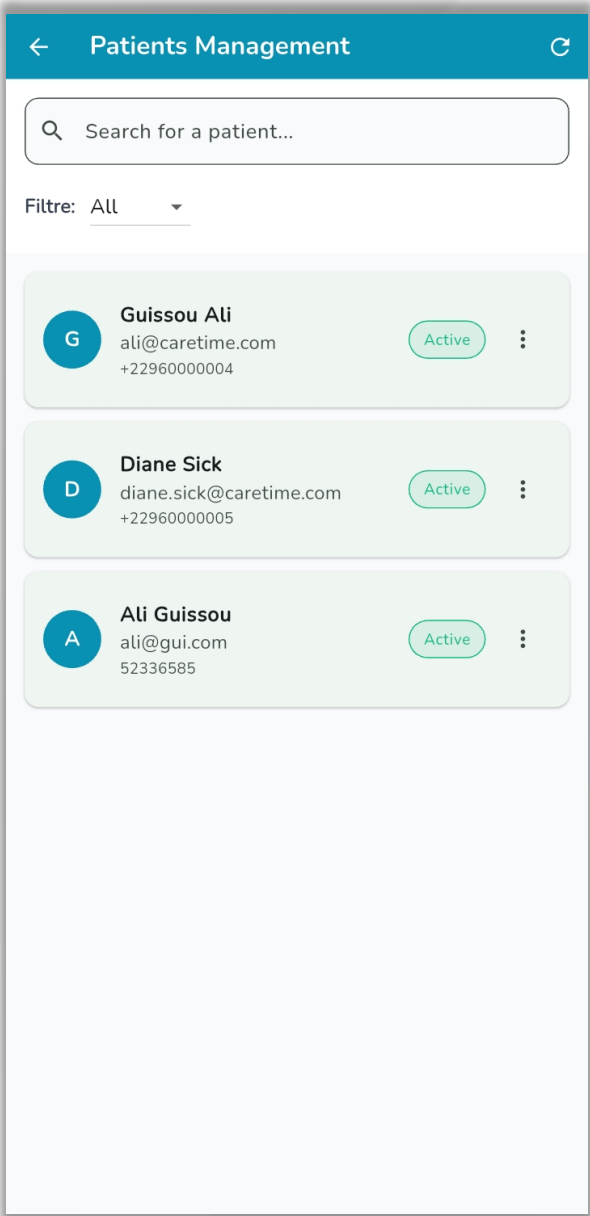 Patients Management
Search for a patient...
Filtre: All
G
Guissou Ali
ali@caretime.com
+22960000004
Active
D
Diane Sick
diane.sick@caretime.com
+22960000005
Active
A
Ali Guissou
ali@gui.com
52336585
Active